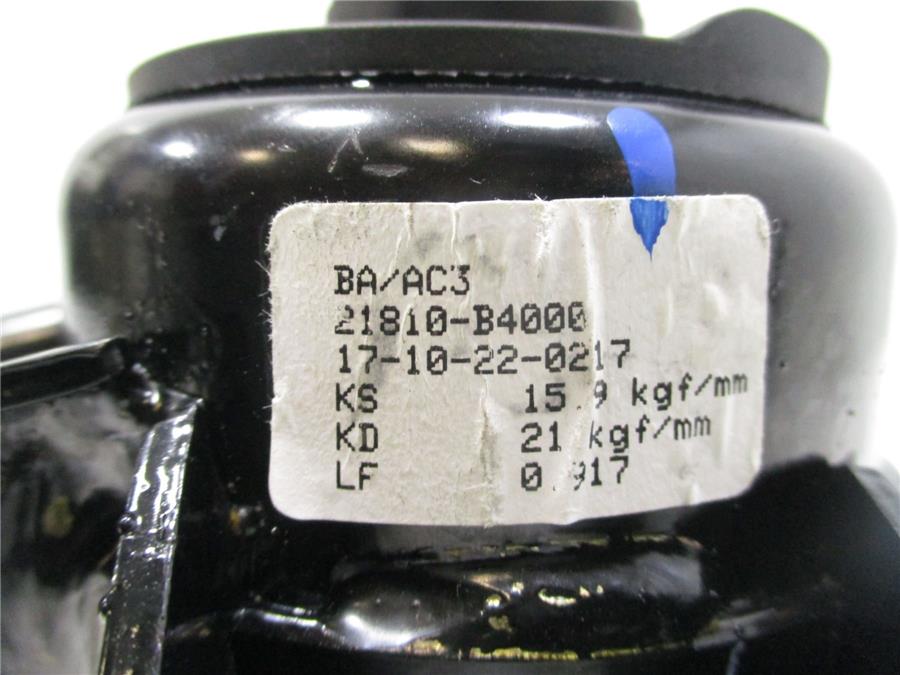 BA/AC3
21810-B4000
17-10-22-0217
KS 15.9 kgf/mm
KD 21 kgf/mm
LF 0.917